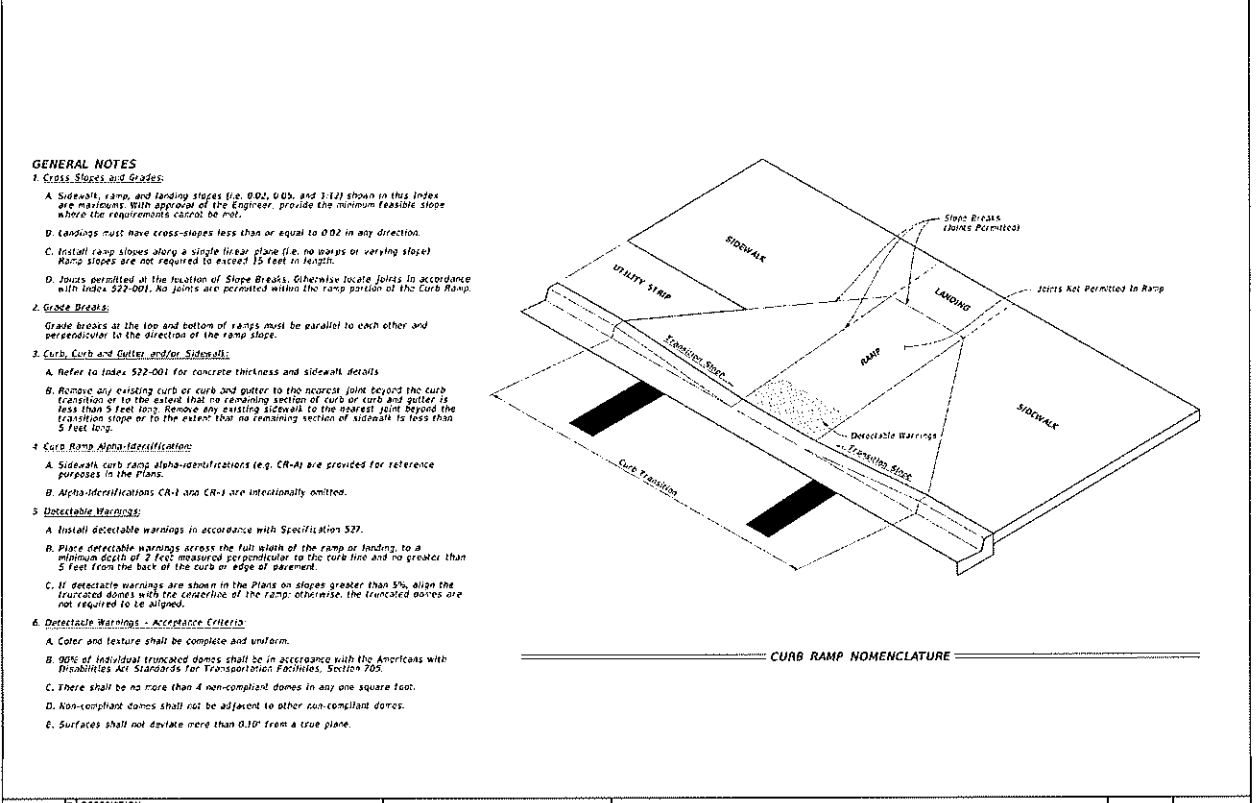 GENERAL NOTES
1. Cross Slopes and Grades:
A. Sidewalk, ramp, and landing slopes (i.e. 0.02, 0.05, and 1:12) shown in this Index
are maximums. With approval of the Engineer, provide the minimum feasible slope
where the requirements cannot be met.
B. Landings must have cross-slopes less than or equal to 0.02 in any direction.
C. Install ramp slopes along a single linear plane (i.e. no warps or varying slope)
Ramp slopes are not required to exceed 15 feet in length.
D. Joints permitted at the location of Slope Breaks. Otherwise locate joints in accordance
with Index 522-001. No joints are permitted within the ramp portion of the Curb Ramp.
2. Grade Breaks:
Grade breaks at the top and bottom of ramps must be parallel to each other and
perpendicular to the direction of the ramp slope.
3. Curb, Curb and Gutter and/or Sidewalk:
A. Refer to Index 522-001 for concrete thickness and sidewalk details
B. Remove any existing curb or curb and gutter to the nearest joint beyond the curb
transition or to the extent that no remaining section of curb or curb and gutter is
less than 5 feet long. Remove any existing sidewalk to the nearest joint beyond the
transition slope or to the extent that no remaining section of sidewalk is less than
5 feet long.
4. Curb Ramp Alpha-Identification:
A. Sidewalk curb ramp alpha-identifications (e.g. CR-A) are provided for reference
purposes in the Plans.
B. Alpha-Identifications and are intentionally omitted.
5. Detectable Warnings:
A. Install detectable warnings in accordance with Specification 527.
B. Place detectable warnings across the full width of the ramp or landing, to a
minimum depth of 2 feet measured perpendicular to the curb line and no greater than
5 feet from the back of the curb or edge of pavement.
C. If detectable warnings are shown in the Plans on slopes greater than 5%, align the
truncated domes with the centerline of the ramp; otherwise, the truncated domes are
not required to be aligned.
6. Detectable Warnings - Acceptance Criteria:
A. Color and texture shall be complete and uniform.
B. 90% of individual truncated domes shall be in accordance with the Americans with
Disabilities Act Standards for Transportation Facilities, Section 705.
C. There shall be no more than 4 non-compliant domes in any one square foot.
D. Non-compliant domes shall not be adjacent to other non-compliant domes.
E. Surfaces shall not deviate more than 0.10" from a true plane.
Slope Breaks
(Joints Permitted)
SIDEWALK
UTILITY STRIP
LANDING
Joints Not Permitted In Ramp
Transition Slope
RAMP
SIDEWALK
Detectable Warnings
Transition Slope
Curb Transition
CURB RAMP NOMENCLATURE